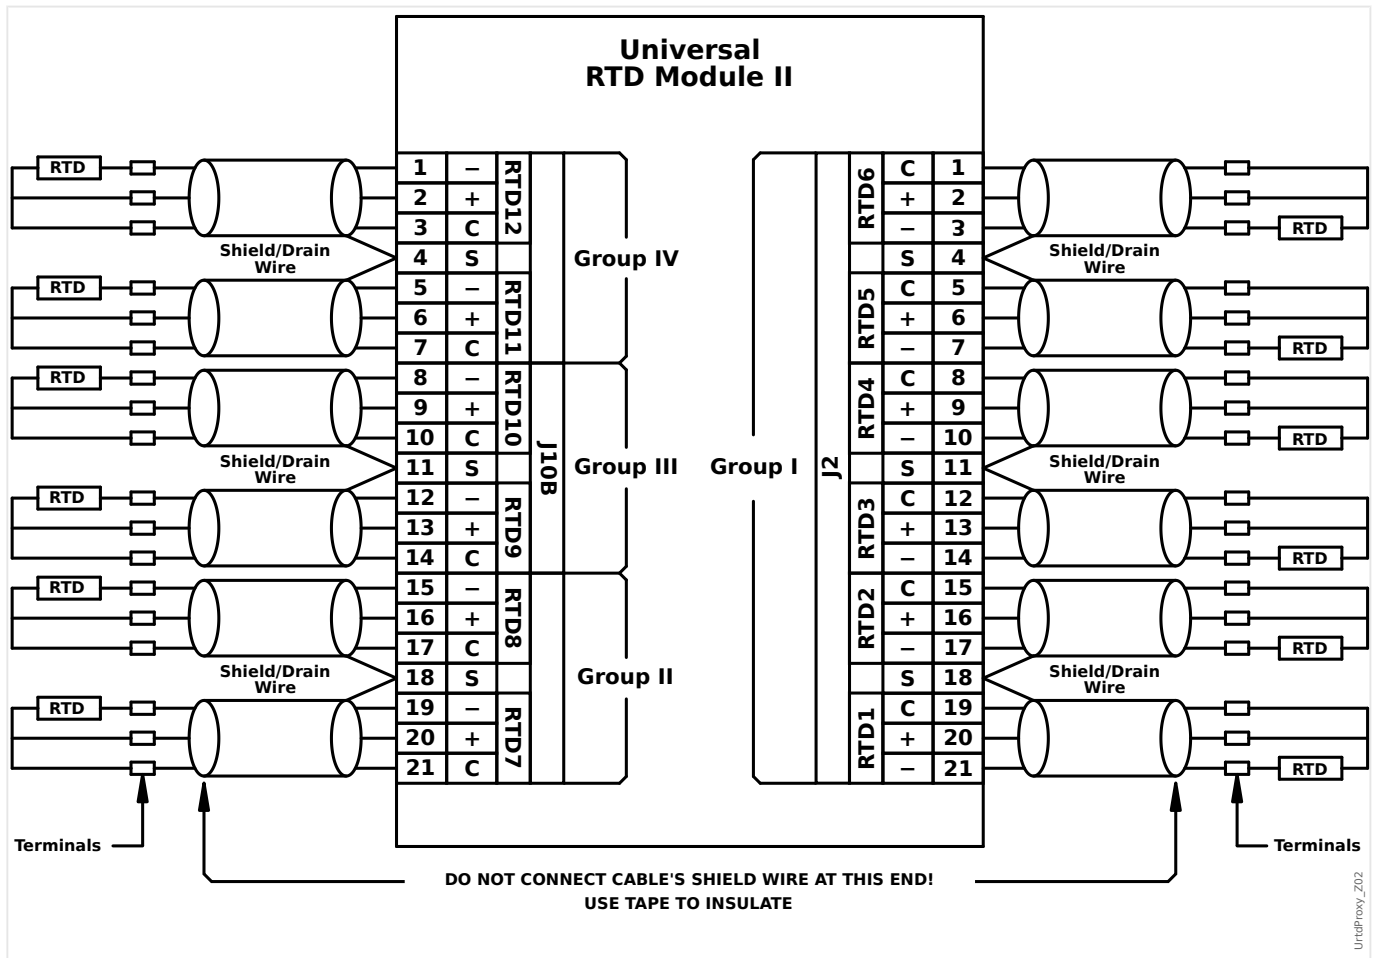 Universal
RTD Module II
RTD 1 − RTD12 RTD6 C 1
2 + + 2
3 C − 3 RTD
Shield/Drain
Wire
4 S Group IV S 4
Shield/Drain
Wire
RTD 5 − RTD11 RTD5 C 5
6 + + 6
7 C − 7 RTD
RTD 8 − RTD10 RTD4 C 8
9 + + 9
10 C − 10 RTD
Shield/Drain
Wire
11 S J10B Group III Group I J2 S 11
Shield/Drain
Wire
RTD 12 − RTD9 RTD3 C 12
13 + + 13
14 C − 14 RTD
RTD 15 − RTD8 RTD2 C 15
16 + + 16
17 C − 17 RTD
Shield/Drain
Wire
18 S Group II S 18
Shield/Drain
Wire
RTD 19 − RTD7 RTD1 C 19
20 + + 20
21 C − 21 RTD
Terminals
Terminals
DO NOT CONNECT CABLE'S SHIELD WIRE AT THIS END!
USE TAPE TO INSULATE
UrtdProxy_Z02